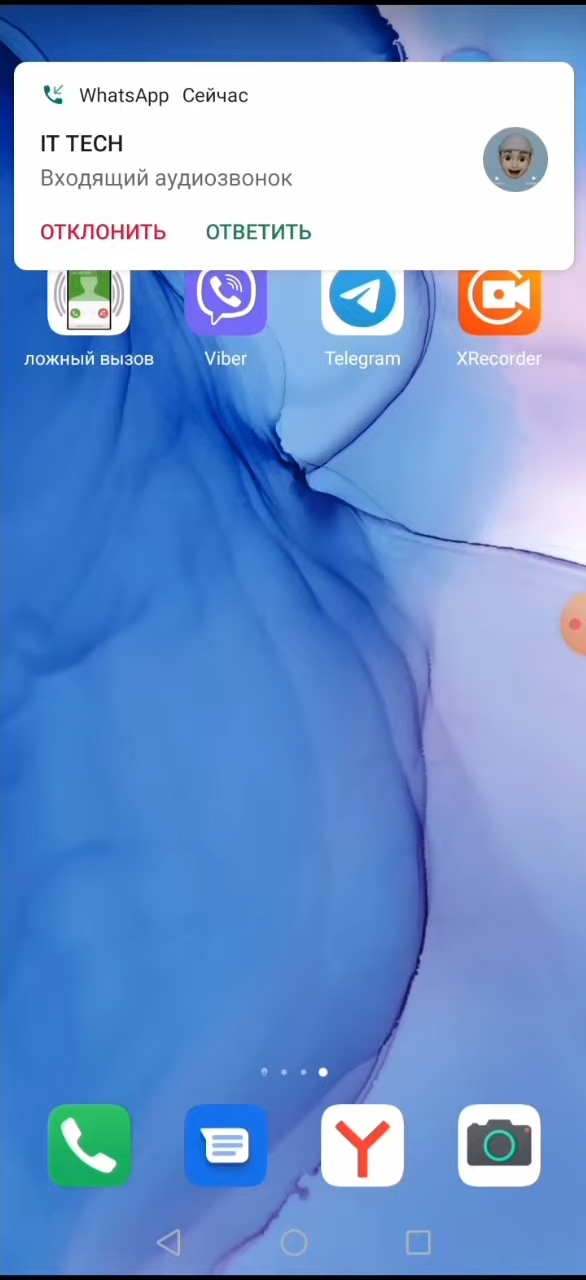 WhatsApp Сейчас
IT TECH
Входящий аудиозвонок
ОТКЛОНИТЬ ОТВЕТИТЬ
ложный вызов Viber Telegram XRecorder